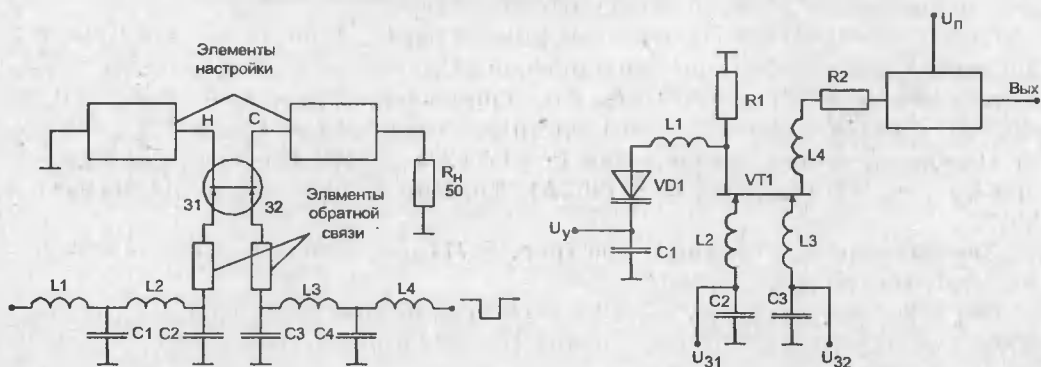 Элементы
настройки
Н
С
З1
З2
Элементы
обратной
связи
RН
50
L1
L2
L3
L4
C1
C2
C3
C4
Uп
R2
Вых
R1
L1
L4
VD1
VT1
Uу
C1
L2
L3
C2
C3
UЗ1
UЗ2